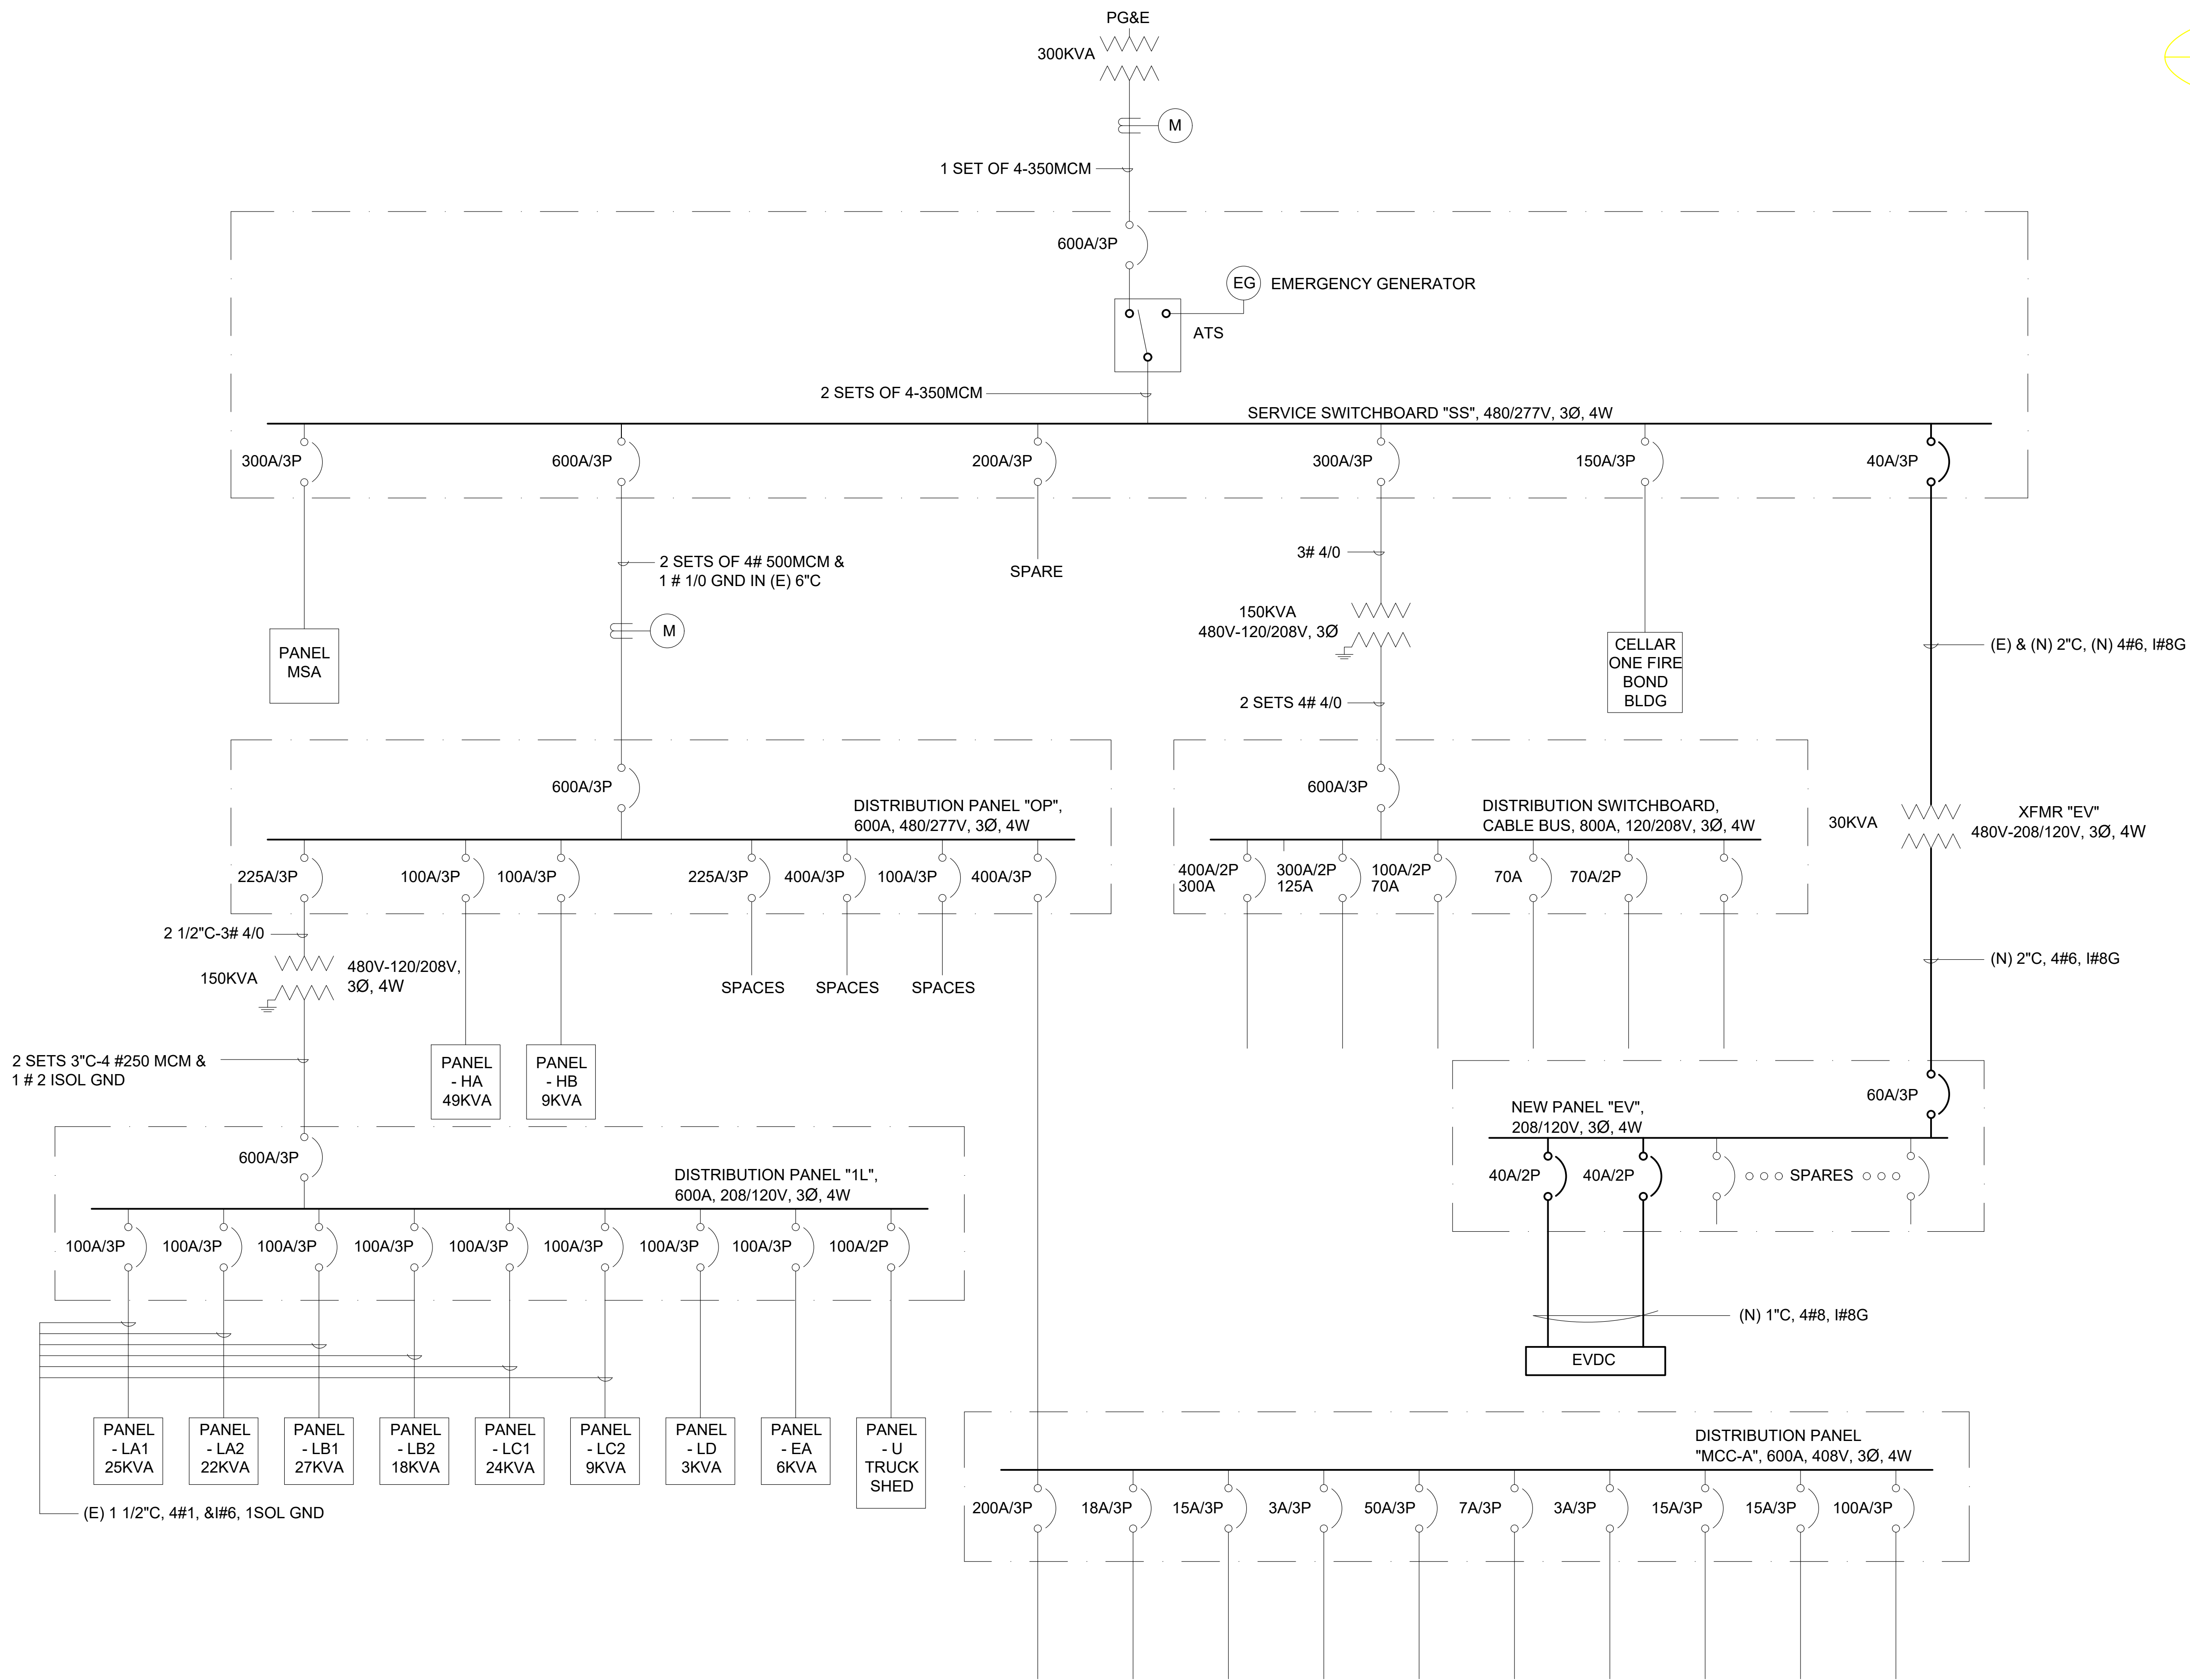 PG&E
300KVA
M
1 SET OF 4-350MCM
600A/3P
EG
EMERGENCY GENERATOR
ATS
2 SETS OF 4-350MCM
SERVICE SWITCHBOARD "SS", 480/277V, 3Ø, 4W
300A/3P
600A/3P
200A/3P
300A/3P
150A/3P
40A/3P
2 SETS OF 4# 500MCM &
1 # 1/0 GND IN (E) 6"C
M
SPARE
3# 4/0
150KVA
480V-120/208V, 3Ø
2 SETS 4# 4/0
PANEL
MSA
CELLAR
ONE FIRE
BOND
BLDG
(E) & (N) 2"C, (N) 4#6, I#8G
600A/3P
DISTRIBUTION PANEL "OP",
600A, 480/277V, 3Ø, 4W
225A/3P
100A/3P
100A/3P
225A/3P
400A/3P
100A/3P
400A/3P
SPACES
SPACES
SPACES
600A/3P
DISTRIBUTION SWITCHBOARD,
CABLE BUS, 800A, 120/208V, 3Ø, 4W
400A/2P
300A
300A/2P
125A
100A/2P
70A
70A
70A/2P
30KVA
XFMR "EV"
480V-208/120V, 3Ø, 4W
(N) 2"C, 4#6, I#8G
2 1/2"C-3# 4/0
150KVA
480V-120/208V,
3Ø, 4W
2 SETS 3"C-4 #250 MCM &
1 # 2 ISOL GND
PANEL
- HA
49KVA
PANEL
- HB
9KVA
60A/3P
NEW PANEL "EV",
208/120V, 3Ø, 4W
40A/2P
40A/2P
SPARES
(N) 1"C, 4#8, I#8G
EVDC
600A/3P
DISTRIBUTION PANEL "1L",
600A, 208/120V, 3Ø, 4W
100A/3P
100A/3P
100A/3P
100A/3P
100A/3P
100A/3P
100A/3P
100A/3P
100A/2P
PANEL
- LA1
25KVA
PANEL
- LA2
22KVA
PANEL
- LB1
27KVA
PANEL
- LB2
18KVA
PANEL
- LC1
24KVA
PANEL
- LC2
9KVA
PANEL
- LD
3KVA
PANEL
- EA
6KVA
PANEL
- U
TRUCK
SHED
(E) 1 1/2"C, 4#1, &I#6, 1SOL GND
DISTRIBUTION PANEL
"MCC-A", 600A, 408V, 3Ø, 4W
200A/3P
18A/3P
15A/3P
3A/3P
50A/3P
7A/3P
3A/3P
15A/3P
15A/3P
100A/3P